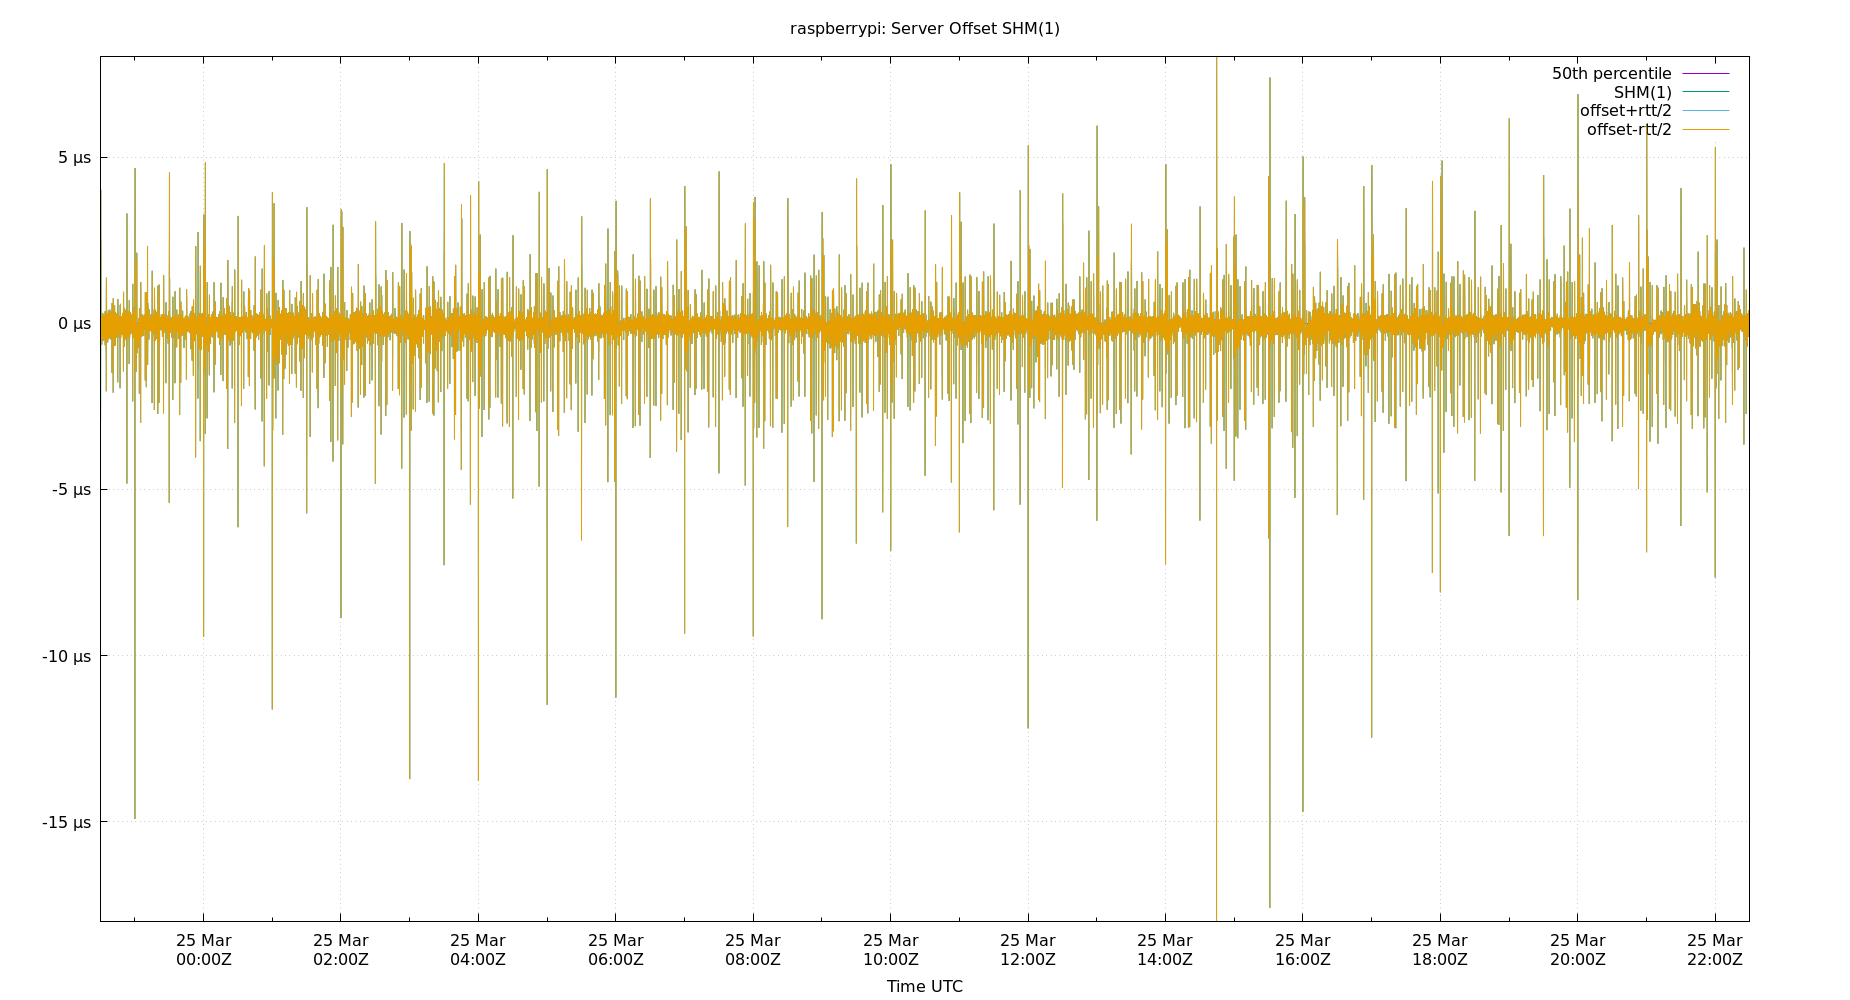 raspberrypi: Server Offset SHM(1)
50th percentile
SHM(1)
offset+rtt/2
offset-rtt/2
5 µs
0 µs
-5 µs
-10 µs
-15 µs
25 Mar 25 Mar 25 Mar 25 Mar 25 Mar 25 Mar 25 Mar 25 Mar 25 Mar 25 Mar 25 Mar 25 Mar
00:00Z 02:00Z 04:00Z 06:00Z 08:00Z 10:00Z 12:00Z 14:00Z 16:00Z 18:00Z 20:00Z 22:00Z
Time UTC